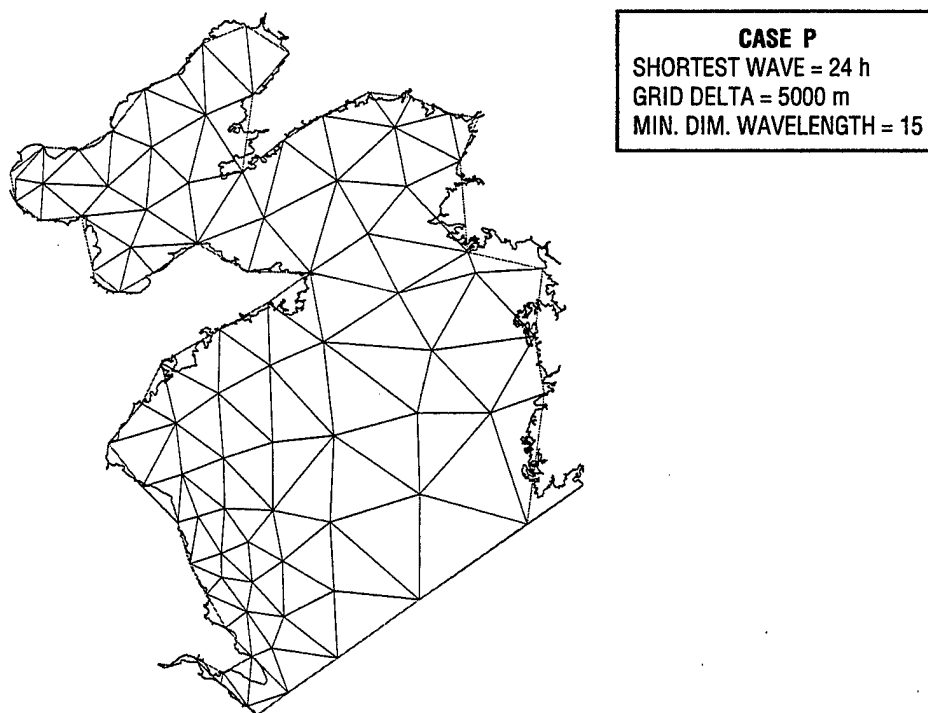 CASE P
SHORTEST WAVE = 24 h
GRID DELTA = 5000 m
MIN. DIM. WAVELENGTH = 15